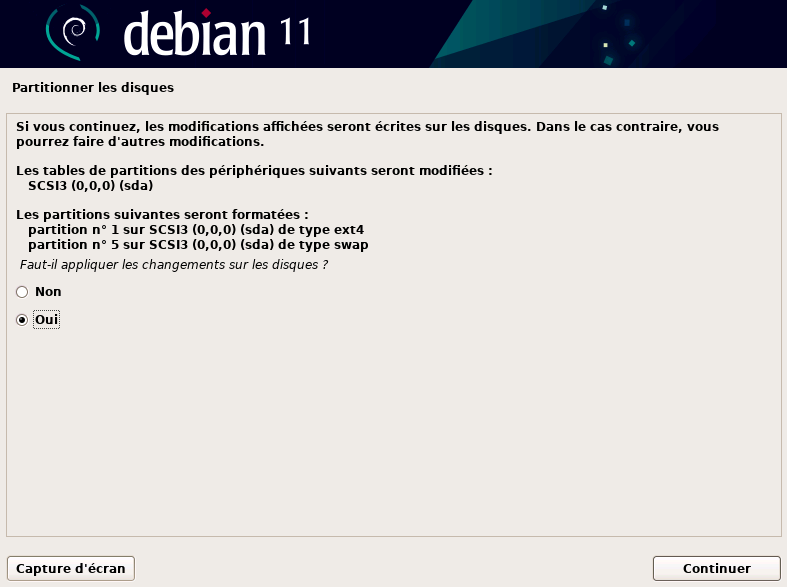 debian 11
Partitionner les disques
Si vous continuez, les modifications affichées seront écrites sur les disques. Dans le cas contraire, vous
pourrez faire d'autres modifications.
Les tables de partitions des périphériques suivants seront modifiées :
SCSI3 (0,0,0) (sda)
Les partitions suivantes seront formatées :
partition n° 1 sur SCSI3 (0,0,0) (sda) de type ext4
partition n° 5 sur SCSI3 (0,0,0) (sda) de type swap
Faut-il appliquer les changements sur les disques ?
Non
Oui
Capture d'écran
Continuer